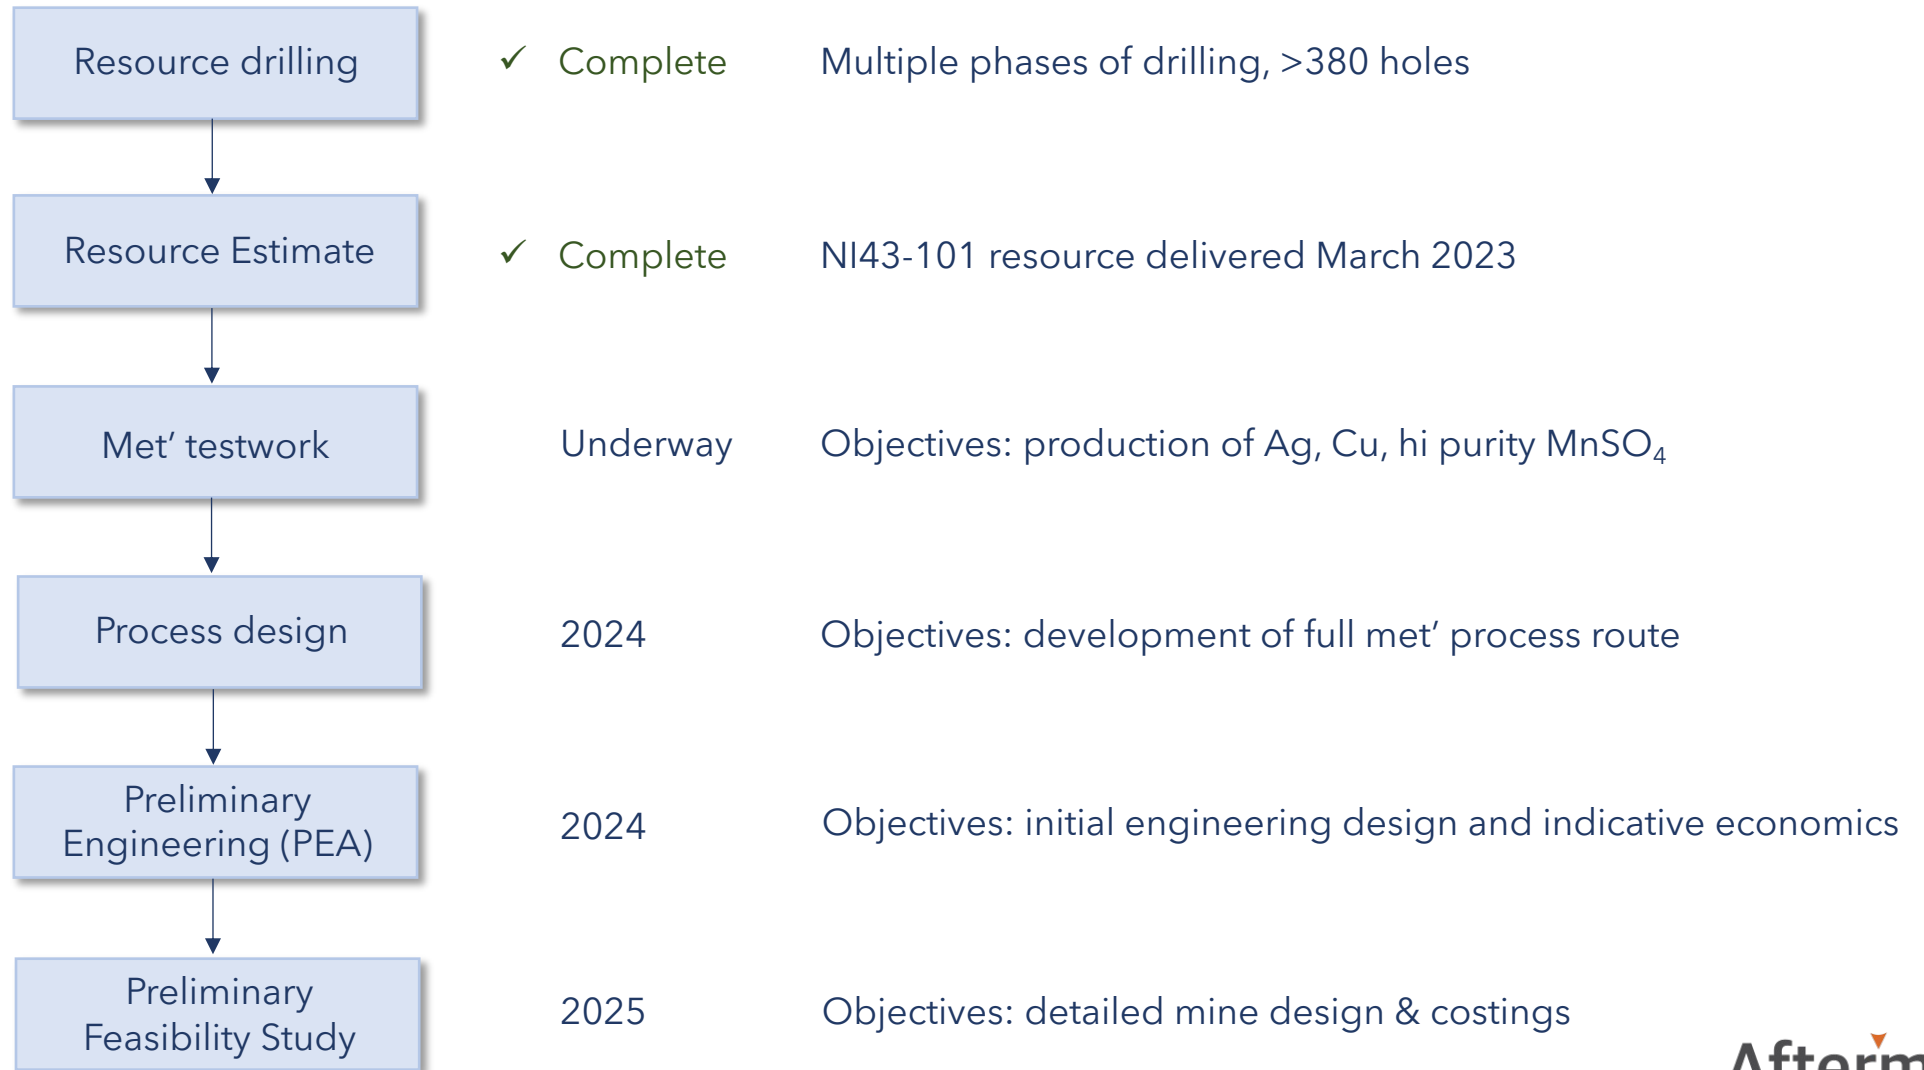 Resource drilling
✓ Complete
Multiple phases of drilling, >380 holes
Resource Estimate
✓ Complete
NI43-101 resource delivered March 2023
Met’ testwork
Underway
Objectives: production of Ag, Cu, hi purity MnSO₄
Process design
2024
Objectives: development of full met’ process route
Preliminary
Engineering (PEA)
2024
Objectives: initial engineering design and indicative economics
Preliminary
Feasibility Study
2025
Objectives: detailed mine design & costings